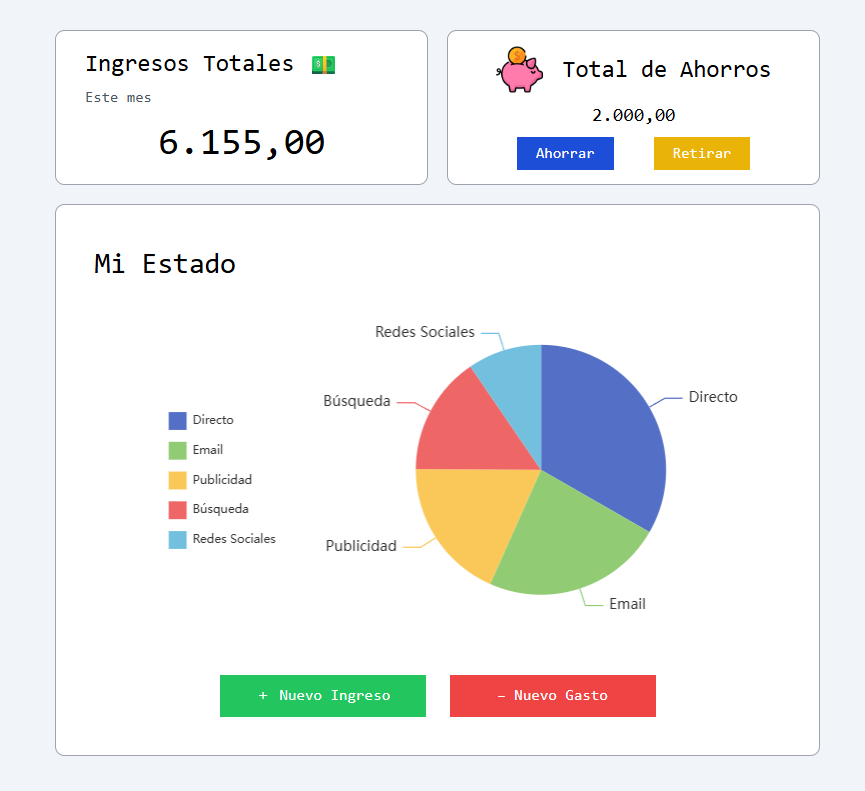 Ingresos Totales
Este mes
6.155,00
Total de Ahorros
2.000,00
Ahorrar
Retirar
Mi Estado
Redes Sociales
Directo
Búsqueda
Publicidad
Email
Directo
Email
Publicidad
Búsqueda
Redes Sociales
+ Nuevo Ingreso
– Nuevo Gasto